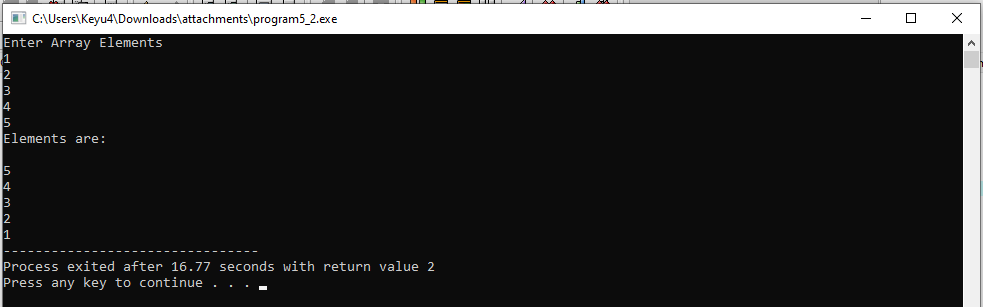 C:\Users\Keyu4\Downloads\attachments\program5_2.exe
Enter Array Elements
1
2
3
4
5
Elements are:
5
4
3
2
1
--------------------------------
Process exited after 16.77 seconds with return value 2
Press any key to continue . . .